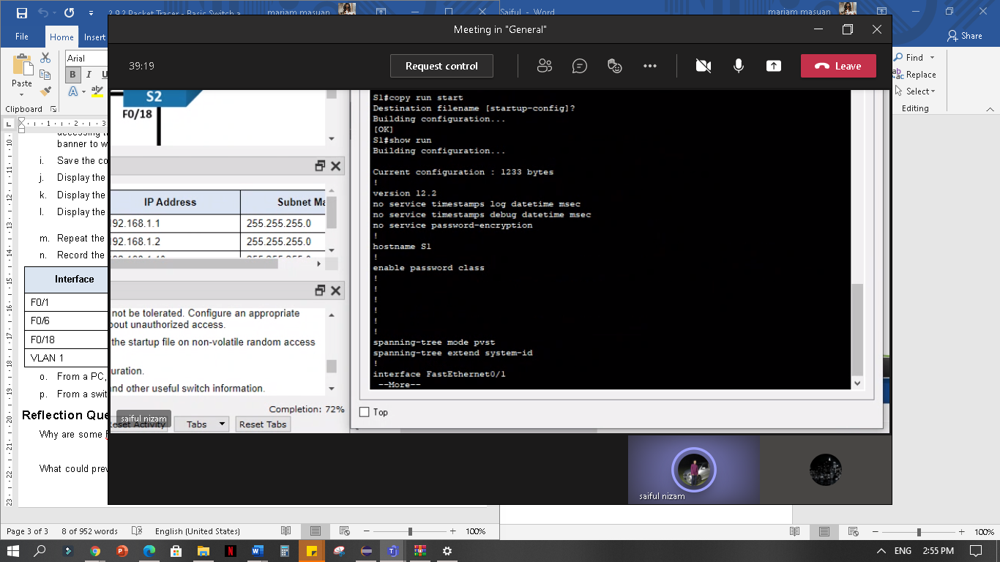 2.9.2 Packet Tracer - Basic Switch a
mariam masuan
Saiful - Word
mariam masuan
File
Home
Insert
Share
Meeting in "General"
39:19
Request control
Leave
Paste
Clipboard
Arial
B I U
Find
Replace
Select
Editing
banner to w
i. Save the co
j. Display the
k. Display the
l. Display the
m. Repeat the
n. Record the
Interface
F0/1
F0/6
F0/18
VLAN 1
o. From a PC,
p. From a swit
Reflection Que
Why are some
What could prev
S2
F0/18
IP Address
Subnet Ma
92.168.1.1
255.255.255.0
92.168.1.2
255.255.255.0
not be tolerated. Configure an appropriate
out unauthorized access.
the startup file on non-volatile random access
uration.
and other useful switch information.
Completion: 72%
Reset Activity
Tabs
Reset Tabs
saiful nizam
S1#copy run start
Destination filename [startup-config]?
Building configuration...
[OK]
S1#show run
Building configuration...
Current configuration : 1233 bytes
!
version 12.2
no service timestamps log datetime msec
no service timestamps debug datetime msec
no service password-encryption
!
hostname S1
!
enable password class
!
!
!
!
!
!
spanning-tree mode pvst
spanning-tree extend system-id
!
interface FastEthernet0/1
--More--
Top
saiful nizam
Page 3 of 3
8 of 952 words
English (United States)
100%
100%
ENG
2:55 PM